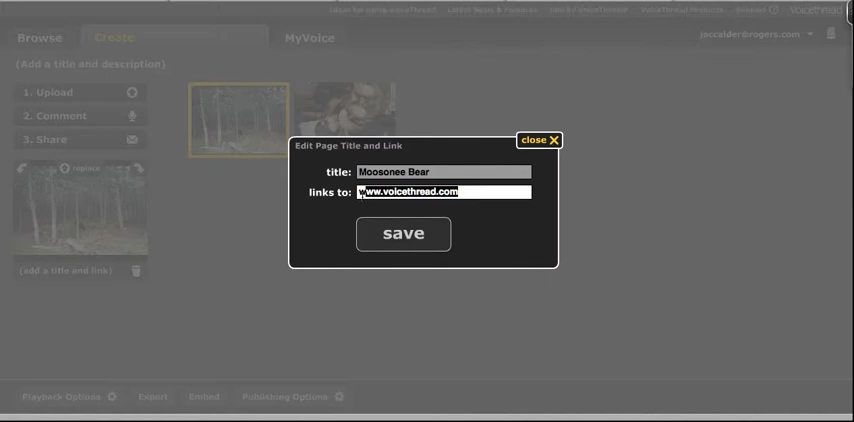 VoiceThread
Browse
Create
MyVoice
jeccalder@rogers.com
(Add a title and description)
1. Upload
2. Comment
3. Share
replace
(add a title and link)
close X
Edit Page Title and Link
title: Moosonee Bear
links to: www.voicethread.com
save
Playback Options
Export
Embed
Publishing Options